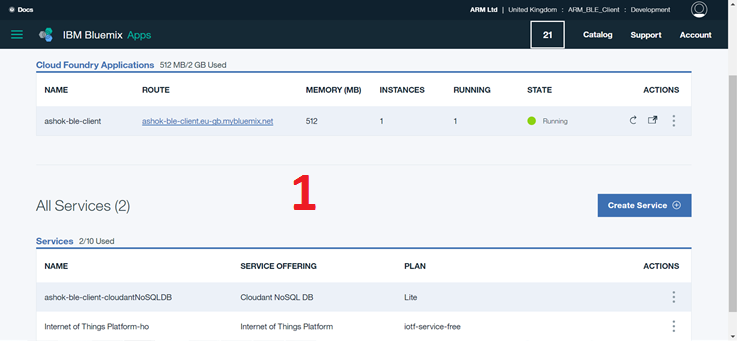 Docs ARM Ltd | United Kingdom : ARM_BLE_Client : Development
IBM Bluemix Apps 21 Catalog Support Account
Cloud Foundry Applications 512 MB/2 GB Used
NAME ROUTE MEMORY (MB) INSTANCES RUNNING STATE ACTIONS
ashok-ble-client ashok-ble-client.eu-gb.mybluemix.net 512 1 1 Running
1
All Services (2) Create Service
Services 2/10 Used
NAME SERVICE OFFERING PLAN ACTIONS
ashok-ble-client-cloudantNoSQLDB Cloudant NoSQL DB Lite
Internet of Things Platform-ho Internet of Things Platform iotf-service-free